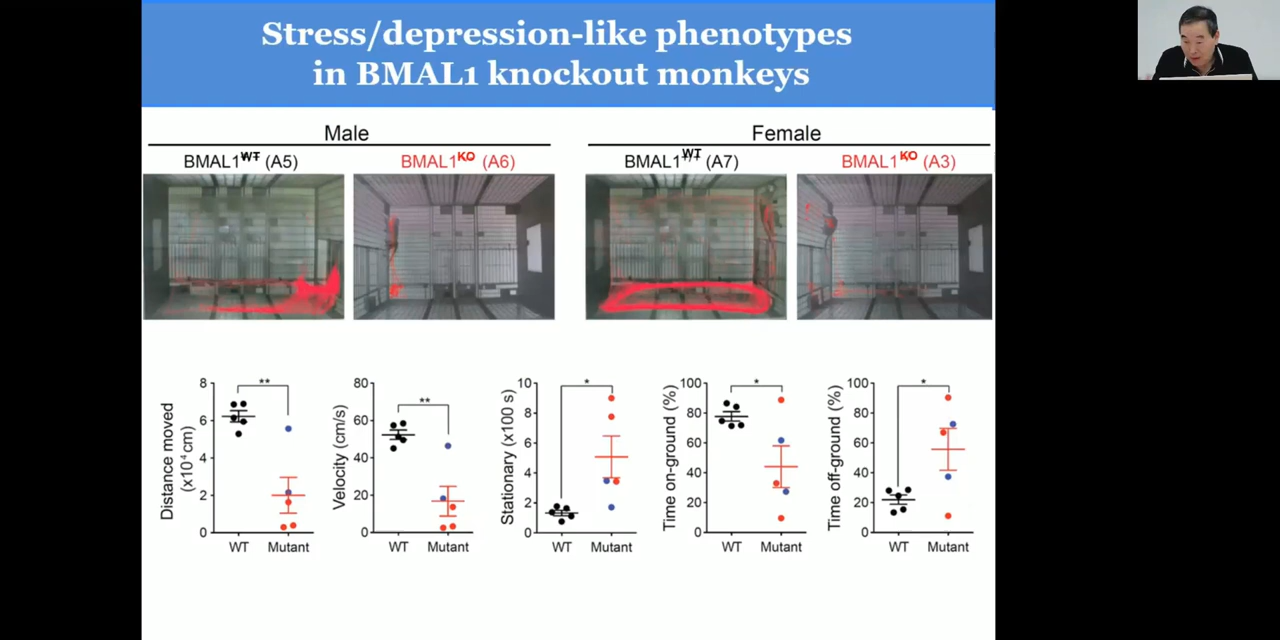 Stress/depression-like phenotypes
in BMAL1 knockout monkeys
Male
Female
BMAL1WT (A5)
BMAL1KO (A6)
BMAL1WT (A7)
BMAL1KO (A3)
Distance moved
(x10⁴ cm)
8
6
4
2
0
**
WT
Mutant
Velocity (cm/s)
80
60
40
20
0
**
WT
Mutant
Stationary (x100 s)
10
8
6
4
2
0
*
WT
Mutant
Time on-ground (%)
100
80
60
40
20
0
*
WT
Mutant
Time off-ground (%)
100
80
60
40
20
0
*
WT
Mutant